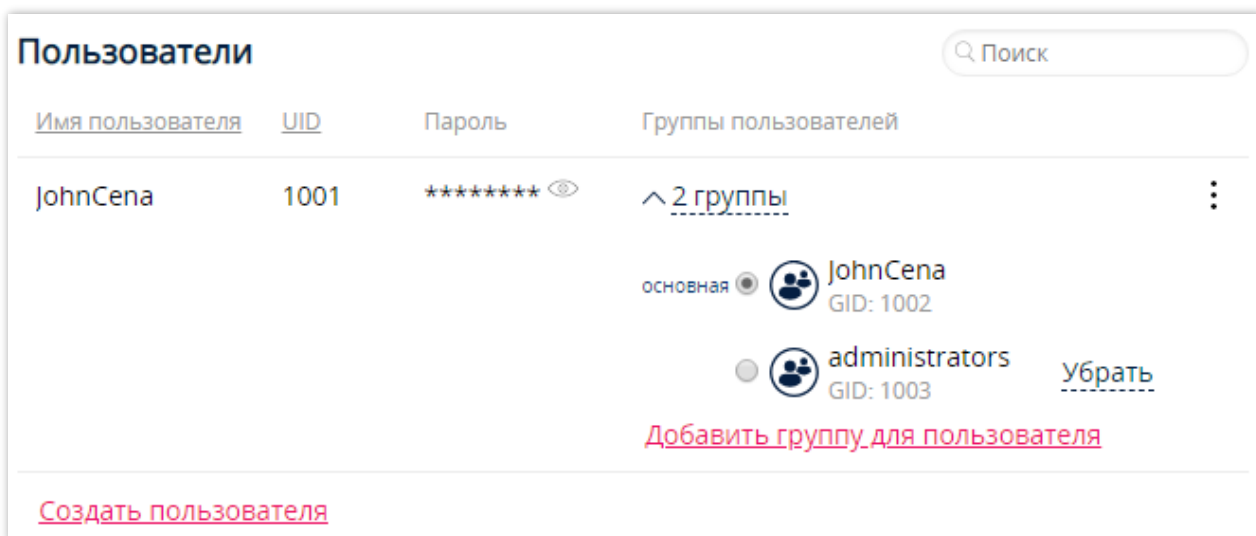 Пользователи
Поиск
Имя пользователя UID Пароль Группы пользователей
JohnCena 1001 ******** 2 группы
основная JohnCena
GID: 1002
administrators Убрать
GID: 1003
Добавить группу для пользователя
Создать пользователя